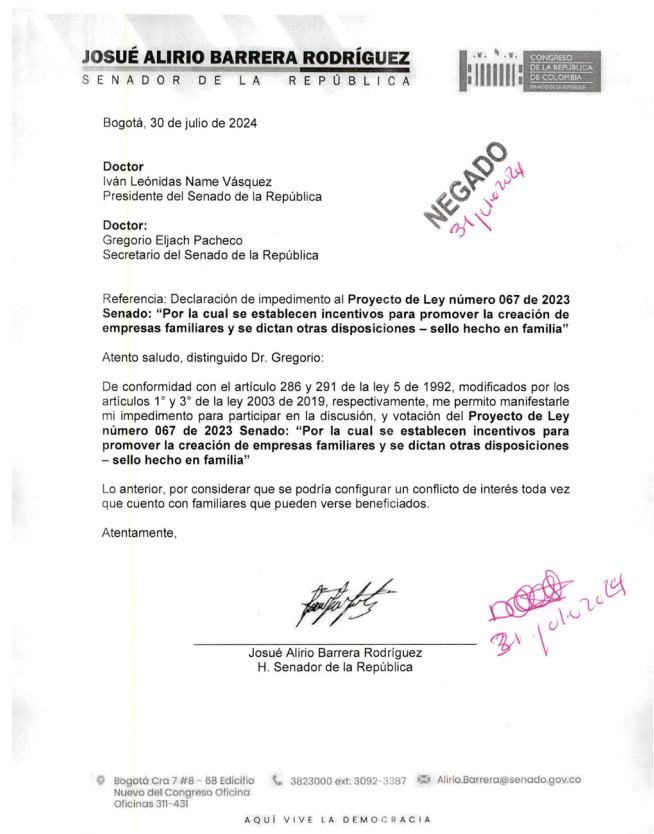 JOSUÉ ALIRIO BARRERA RODRÍGUEZ
SENADOR DE LA REPÚBLICA
CONGRESO
DE LA REPÚBLICA
DE COLOMBIA
SENADO DE LA REPÚBLICA
Bogotá, 30 de julio de 2024
NEGADO
31 julio 2024
Doctor
Iván Leónidas Name Vásquez
Presidente del Senado de la República
Doctor:
Gregorio Eljach Pacheco
Secretario del Senado de la República
Referencia: Declaración de impedimento al Proyecto de Ley número 067 de 2023
Senado: “Por la cual se establecen incentivos para promover la creación de
empresas familiares y se dictan otras disposiciones – sello hecho en familia”
Atento saludo, distinguido Dr. Gregorio:
De conformidad con el artículo 286 y 291 de la ley 5 de 1992, modificados por los
artículos 1° y 3° de la ley 2003 de 2019, respectivamente, me permito manifestarle
mi impedimento para participar en la discusión, y votación del Proyecto de Ley
número 067 de 2023 Senado: “Por la cual se establecen incentivos para
promover la creación de empresas familiares y se dictan otras disposiciones
– sello hecho en familia”
Lo anterior, por considerar que se podría configurar un conflicto de interés toda vez
que cuento con familiares que pueden verse beneficiados.
Atentamente,
31 julio 2024
Josué Alirio Barrera Rodríguez
H. Senador de la República
Bogotá Cra 7 #8 - 68 Edicifio
Nuevo del Congreso Oficina
Oficinas 311-431
3823000 ext: 3092-3387
Alirio.Barrera@senado.gov.co
AQUÍ VIVE LA DEMOCRACIA